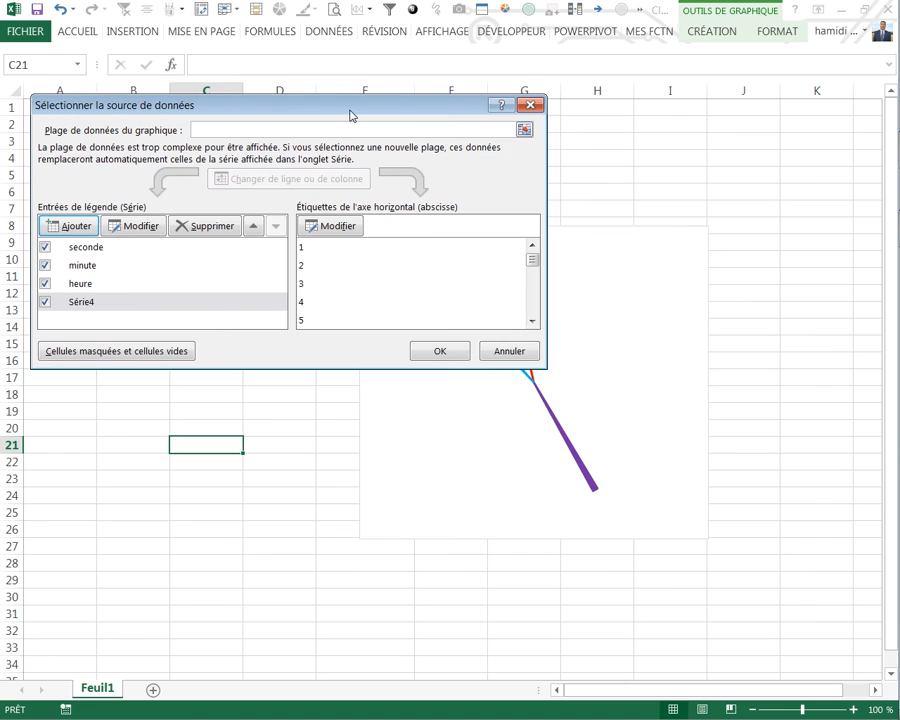 OUTILS DE GRAPHIQUE
FICHIER ACCUEIL INSERTION MISE EN PAGE FORMULES DONNÉES RÉVISION AFFICHAGE DÉVELOPPEUR POWERPIVOT MES FCTN CRÉATION FORMAT hamidi ...
Cl...
C21 fx
A B C D E F G H I J K
Sélectionner la source de données
Plage de données du graphique :
La plage de données est trop complexe pour être affichée. Si vous sélectionnez une nouvelle plage, ces données
remplaceront automatiquement celles de la série affichée dans l'onglet Série.
Changer de ligne ou de colonne
Entrées de légende (Série)
Ajouter Modifier Supprimer
seconde
minute
heure
Série4
Étiquettes de l'axe horizontal (abscisse)
Modifier
1
2
3
4
5
Cellules masquées et cellules vides
OK Annuler
1
2
3
4
5
6
7
8
9
10
11
12
13
14
15
16
17
18
19
20
21
22
23
24
25
26
27
28
29
30
31
32
33
34
Feuil1
PRÊT
100 %